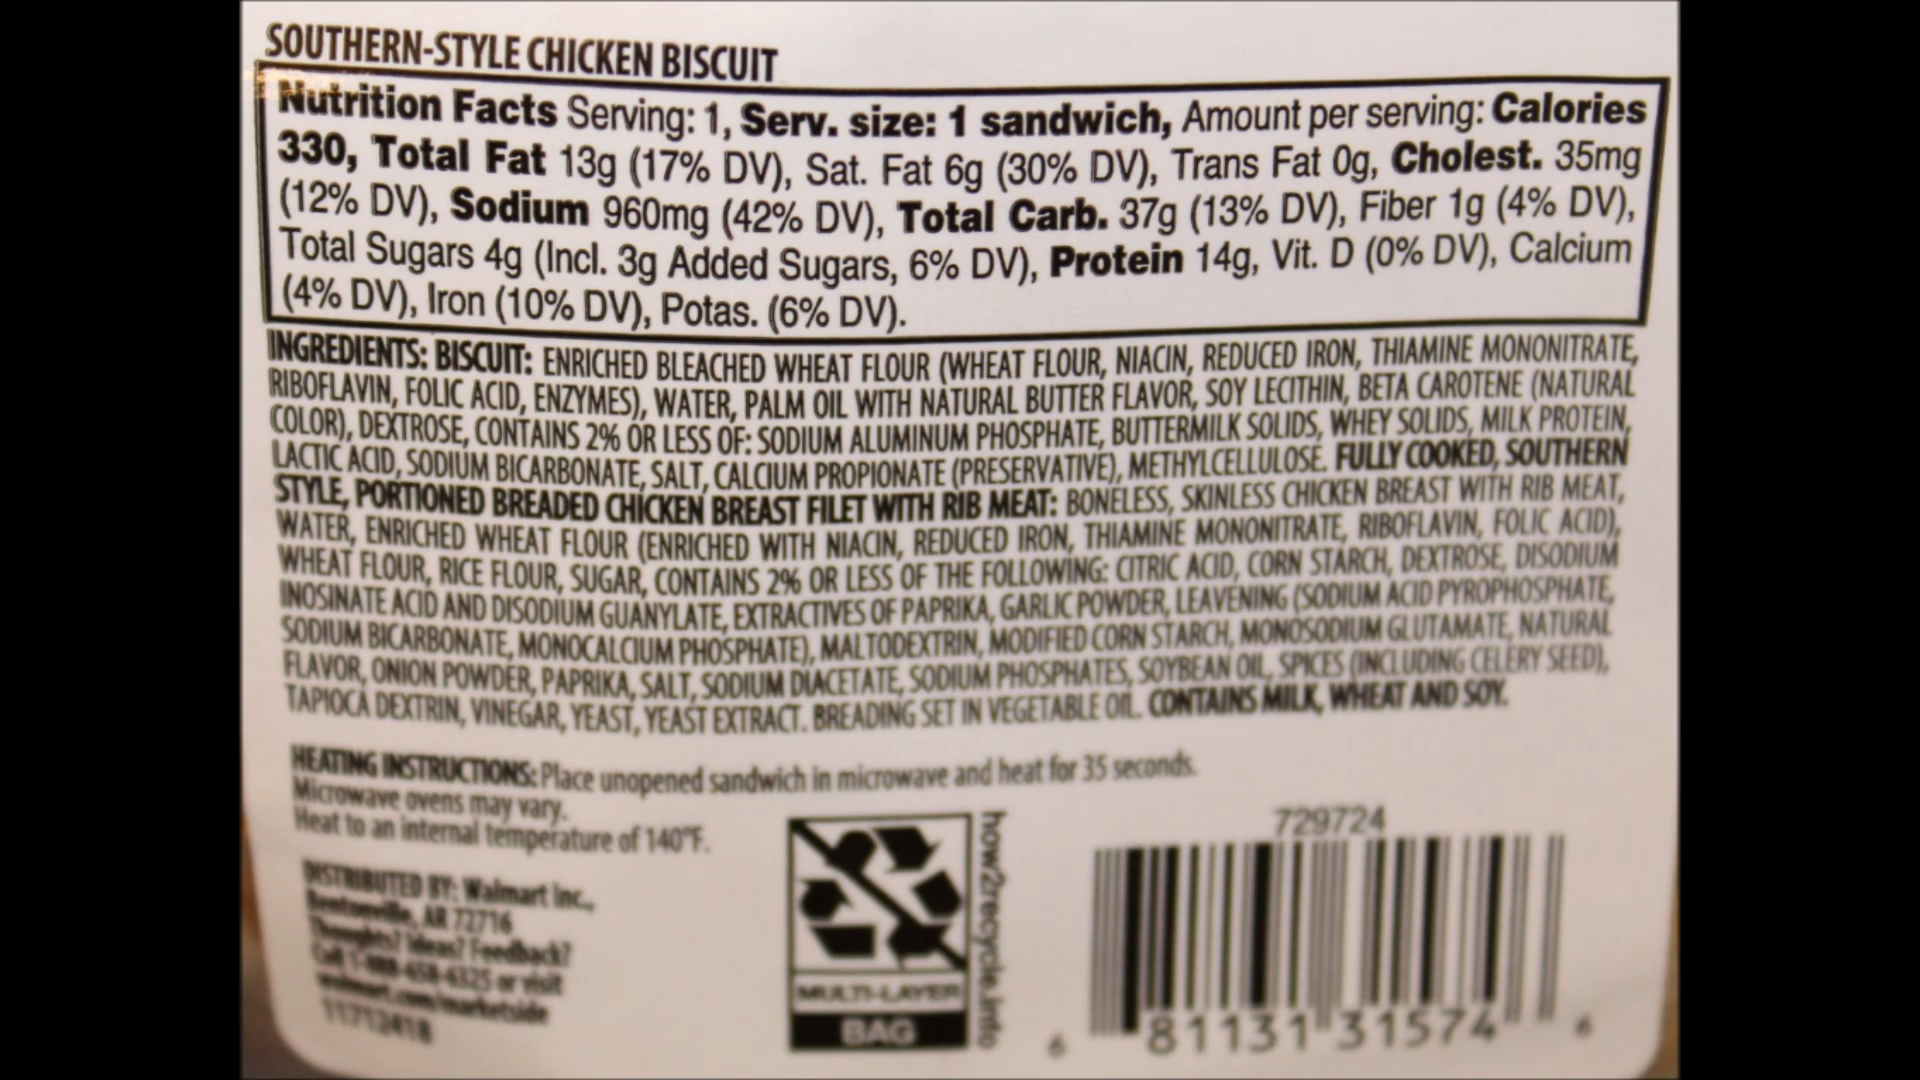 SOUTHERN-STYLE CHICKEN BISCUIT
Nutrition Facts Serving: 1, Serv. size: 1 sandwich, Amount per serving: Calories
330, Total Fat 13g (17% DV), Sat. Fat 6g (30% DV), Trans Fat 0g, Cholest. 35mg
(12% DV), Sodium 960mg (42% DV), Total Carb. 37g (13% DV), Fiber 1g (4% DV),
Total Sugars 4g (Incl. 3g Added Sugars, 6% DV), Protein 14g, Vit. D (0% DV), Calcium
(4% DV), Iron (10% DV), Potas. (6% DV).
INGREDIENTS: BISCUIT: ENRICHED BLEACHED WHEAT FLOUR (WHEAT FLOUR, NIACIN, REDUCED IRON, THIAMINE MONONITRATE,
RIBOFLAVIN, FOLIC ACID, ENZYMES), WATER, PALM OIL WITH NATURAL BUTTER FLAVOR, SOY LECITHIN, BETA CAROTENE (NATURAL
COLOR), DEXTROSE, CONTAINS 2% OR LESS OF: SODIUM ALUMINUM PHOSPHATE, BUTTERMILK SOLIDS, WHEY SOLIDS, MILK PROTEIN,
LACTIC ACID, SODIUM BICARBONATE, SALT, CALCIUM PROPIONATE (PRESERVATIVE), METHYLCELLULOSE. FULLY COOKED, SOUTHERN
STYLE, PORTIONED BREADED CHICKEN BREAST FILET WITH RIB MEAT: BONELESS, SKINLESS CHICKEN BREAST WITH RIB MEAT,
WATER, ENRICHED WHEAT FLOUR (ENRICHED WITH NIACIN, REDUCED IRON, THIAMINE MONONITRATE, RIBOFLAVIN, FOLIC ACID),
WHEAT FLOUR, RICE FLOUR, SUGAR, CONTAINS 2% OR LESS OF THE FOLLOWING: CITRIC ACID, CORN STARCH, DEXTROSE, DISODIUM
INOSINATE ACID AND DISODIUM GUANYLATE, EXTRACTIVES OF PAPRIKA, GARLIC POWDER, LEAVENING (SODIUM ACID PYROPHOSPHATE,
SODIUM BICARBONATE, MONOCALCIUM PHOSPHATE), MALTODEXTRIN, MODIFIED CORN STARCH, MONOSODIUM GLUTAMATE, NATURAL
FLAVOR, ONION POWDER, PAPRIKA, SALT, SODIUM DIACETATE, SODIUM PHOSPHATES, SOYBEAN OIL, SPICES (INCLUDING CELERY SEED),
TAPIOCA DEXTRIN, VINEGAR, YEAST, YEAST EXTRACT. BREADING SET IN VEGETABLE OIL. CONTAINS MILK, WHEAT AND SOY.
HEATING INSTRUCTIONS: Place unopened sandwich in microwave and heat for 35 seconds.
Microwave ovens may vary.
Heat to an internal temperature of 140°F.
DISTRIBUTED BY: Walmart Inc.,
Bentonville, AR 72716
Thoughts? Ideas? Feedback?
Call 1-888-458-4325 or visit
walmart.com/marketside
11712418
MULTI-LAYER
BAG
how2recycle.info
729724
6 81131 31574 6